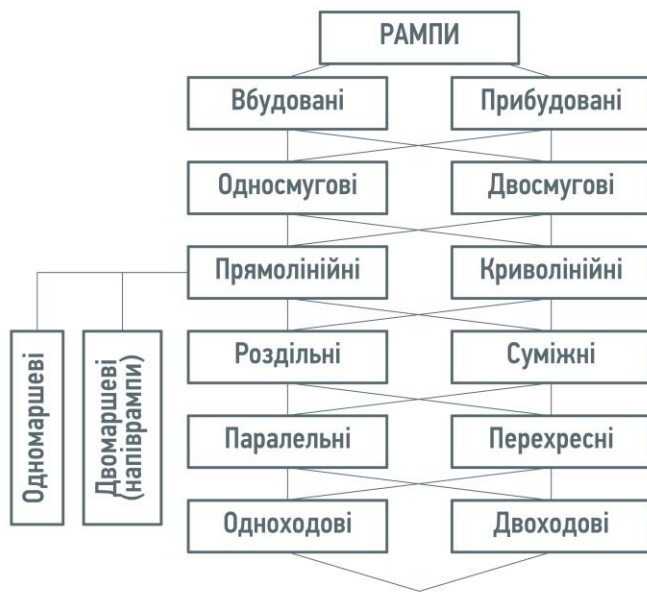 РАМПИ
Вбудовані
Прибудовані
Односмугові
Двосмугові
Прямолінійні
Криволінійні
Одномаршеві
Двомаршеві
(напіврампи)
Роздільні
Суміжні
Паралельні
Перехресні
Одноходові
Двоходові